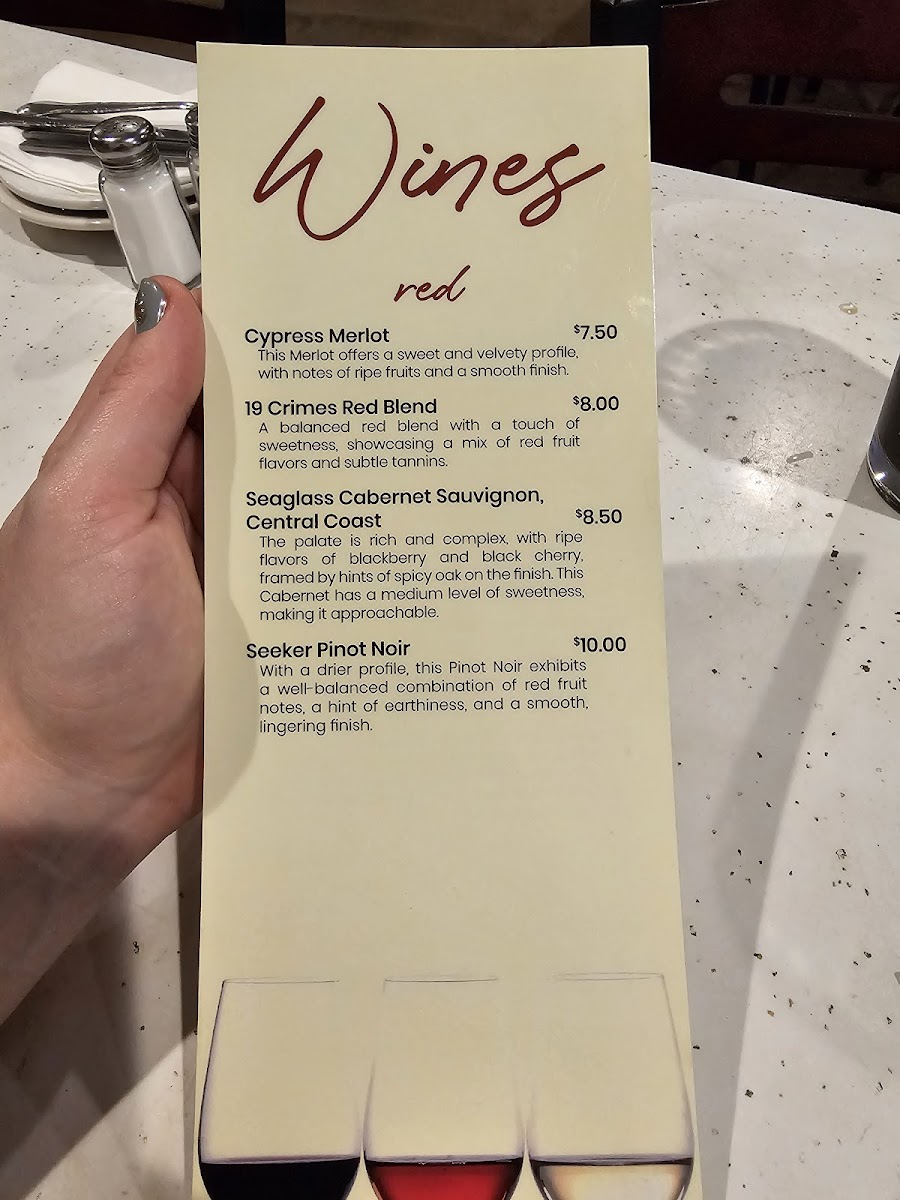 Wines
red
Cypress Merlot $7.50
This Merlot offers a sweet and velvety profile,
with notes of ripe fruits and a smooth finish.
19 Crimes Red Blend $8.00
A balanced red blend with a touch of
sweetness, showcasing a mix of red fruit
flavors and subtle tannins.
Seaglass Cabernet Sauvignon,
Central Coast $8.50
The palate is rich and complex, with ripe
flavors of blackberry and black cherry,
framed by hints of spicy oak on the finish. This
Cabernet has a medium level of sweetness,
making it approachable.
Seeker Pinot Noir $10.00
With a drier profile, this Pinot Noir exhibits
a well-balanced combination of red fruit
notes, a hint of earthiness, and a smooth,
lingering finish.